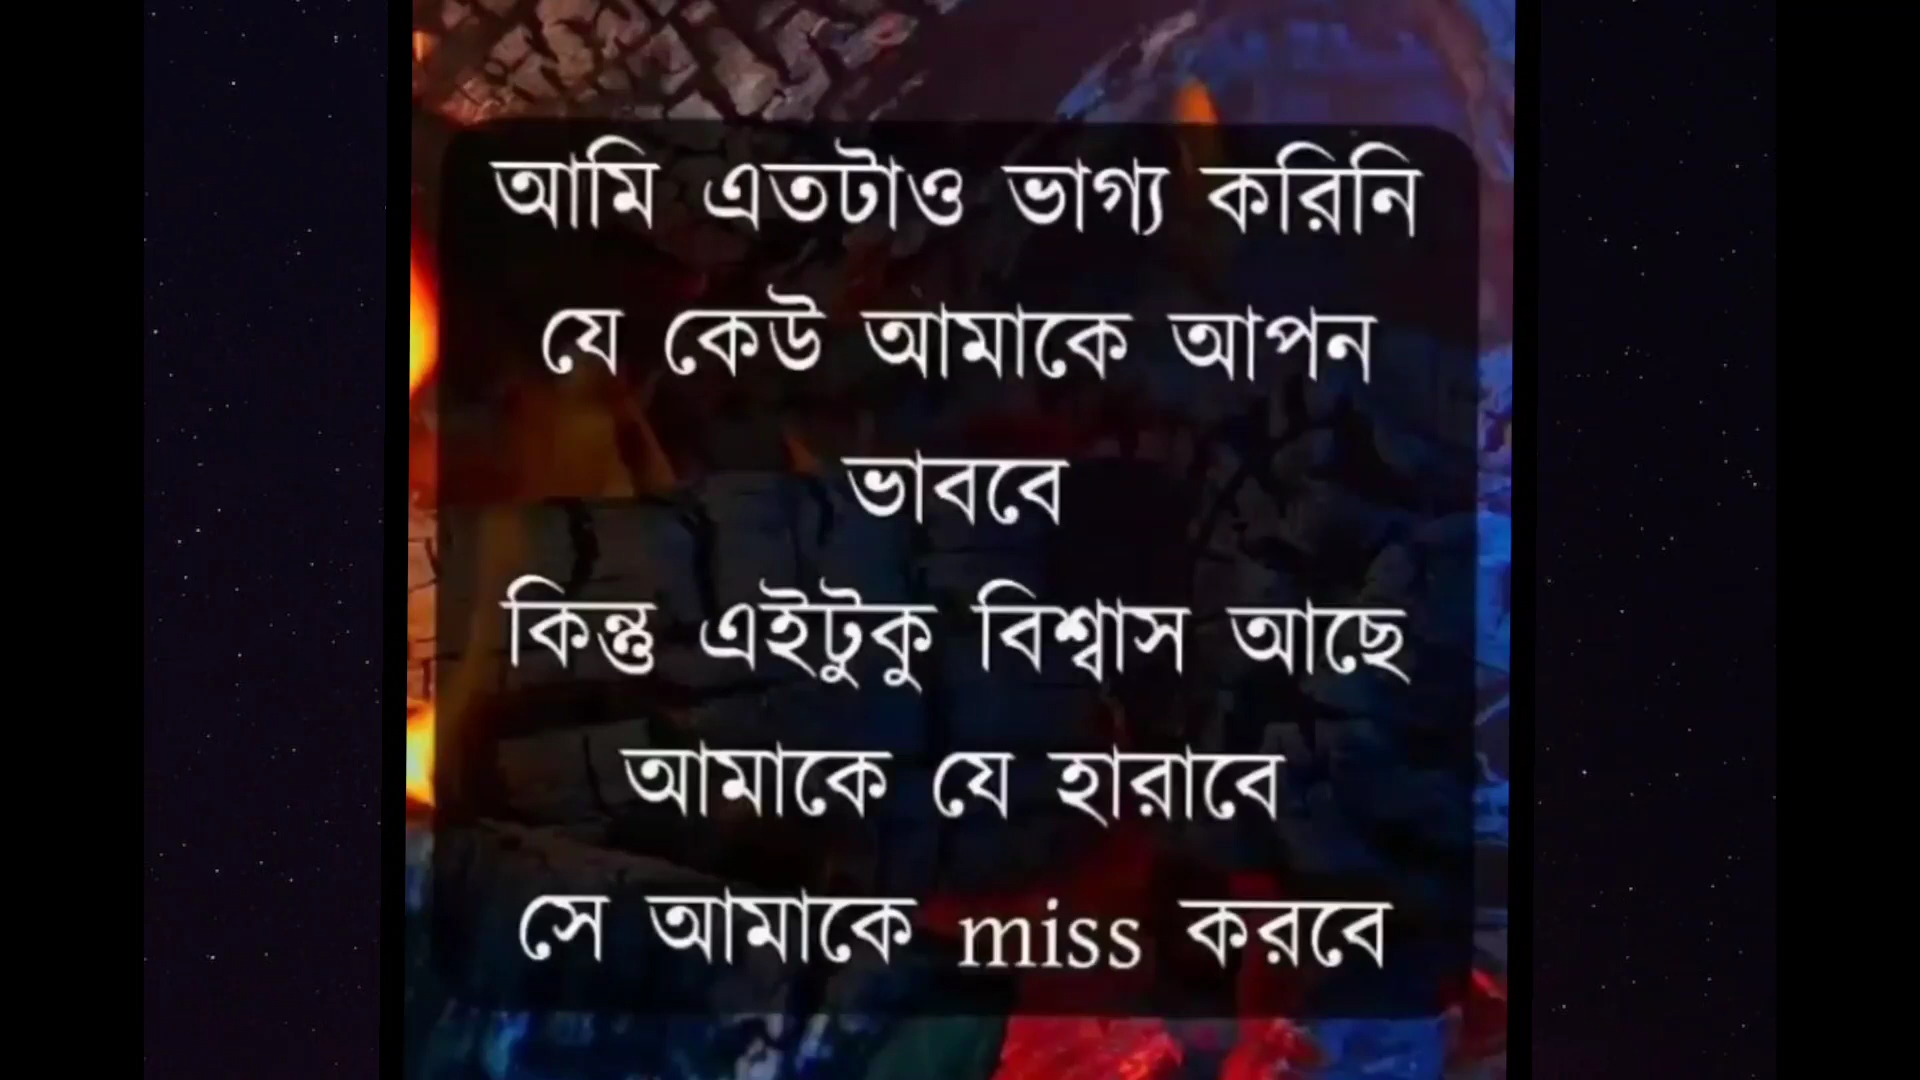 আমি এতটাও ভাগ্য করিনি
যে কেউ আমাকে আপন
ভাববে
কিন্তু এইটুকু বিশ্বাস আছে
আমাকে যে হারাবে
সে আমাকে miss করবে